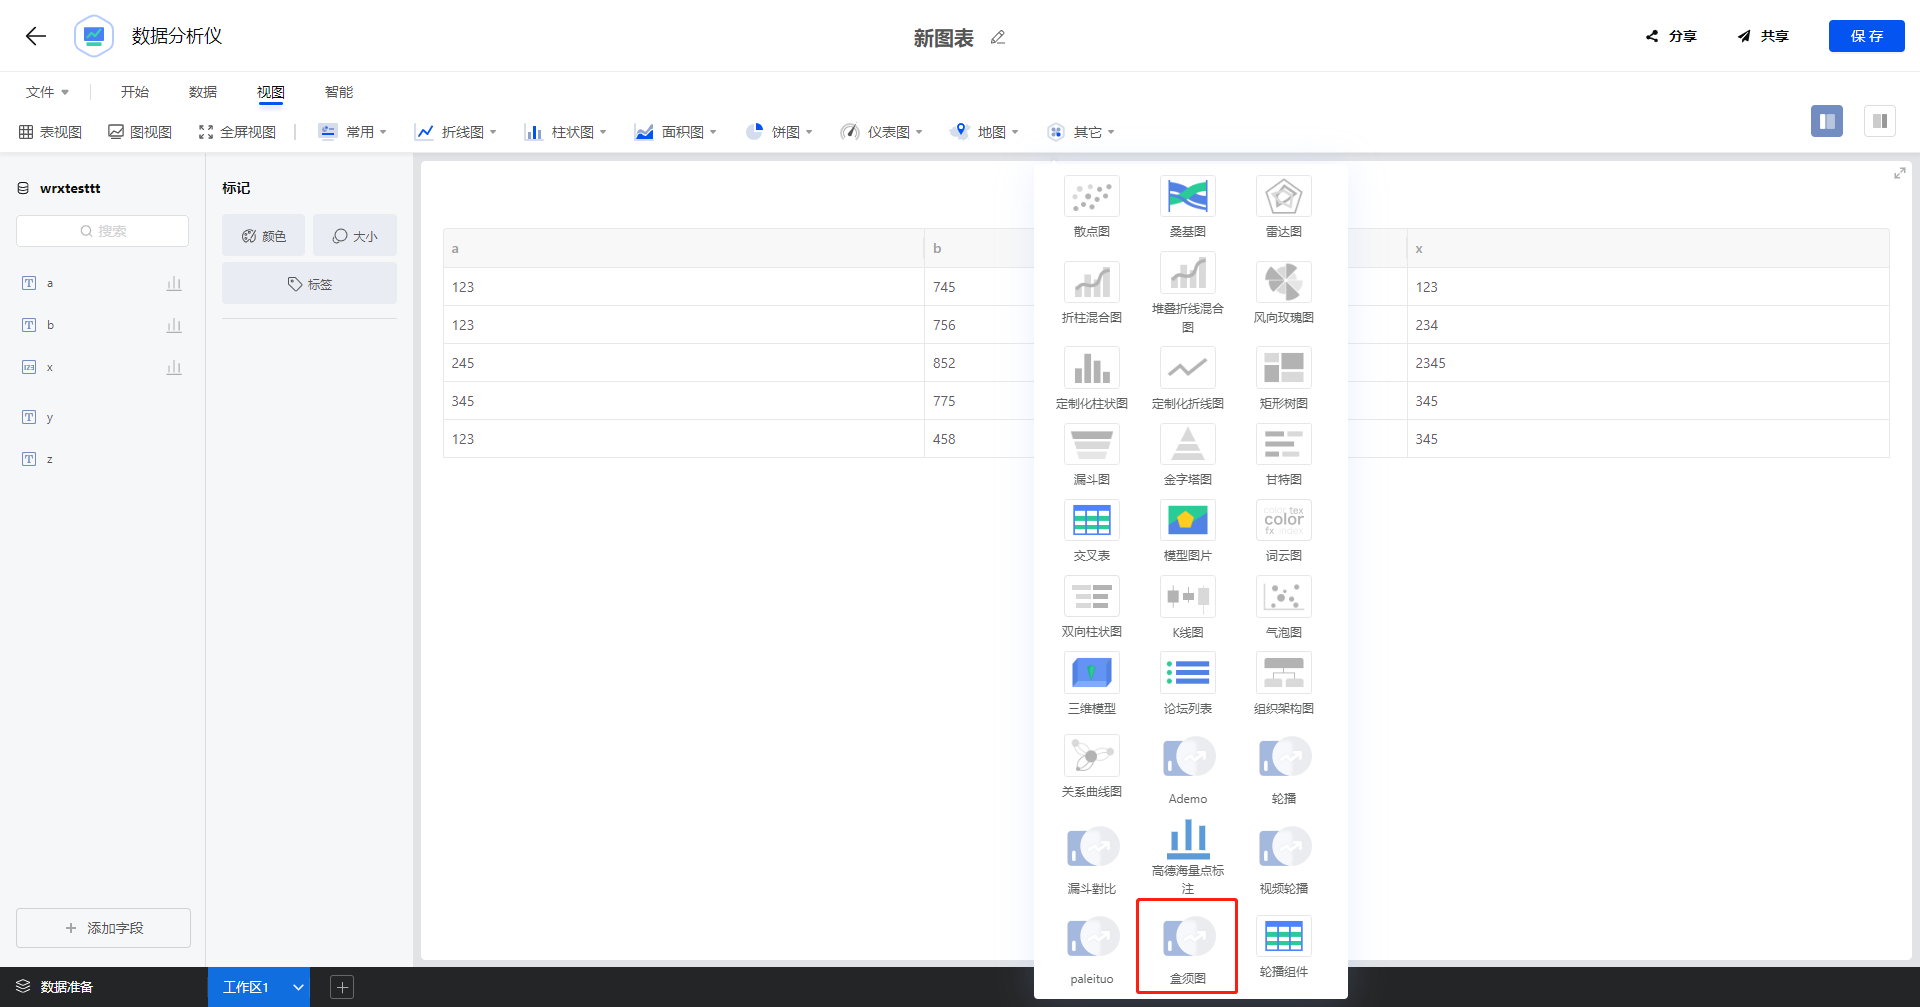 数据分析仪
新图表
分享
共享
保 存
文件
开始
数据
视图
智能
表视图
图视图
全屏视图
常用
折线图
柱状图
面积图
饼图
仪表图
地图
其它
wrxtesttt
搜索
a
b
x
y
z
添加字段
标记
颜色
大小
标签
a b x
123 745 123
123 756 234
245 852 2345
345 775 345
123 458 345
散点图
桑基图
雷达图
折柱混合图
堆叠折线混合
图
风向玫瑰图
定制化柱状图
定制化折线图
矩形树图
漏斗图
金字塔图
甘特图
交叉表
模型图片
color tex
color
fx index
词云图
双向柱状图
K线图
气泡图
三维模型
论坛列表
组织架构图
关系曲线图
Ademo
轮播
漏斗對比
高德海量点标
注
视频轮播
paleituo
盒须图
轮播组件
数据准备
工作区1